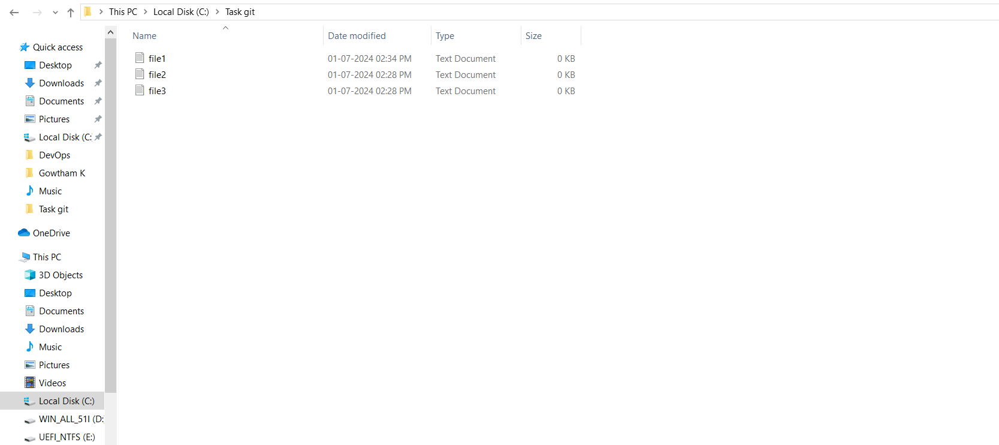 This PC > Local Disk (C:) > Task git
Quick access
Desktop
Downloads
Documents
Pictures
Local Disk (C:
DevOps
Gowtham K
Music
Task git
OneDrive
This PC
3D Objects
Desktop
Documents
Downloads
Music
Pictures
Videos
Local Disk (C:)
WIN_ALL_51I (D:
UEFI_NTFS (E:)
Name Date modified Type Size
file1 01-07-2024 02:34 PM Text Document 0 KB
file2 01-07-2024 02:28 PM Text Document 0 KB
file3 01-07-2024 02:28 PM Text Document 0 KB